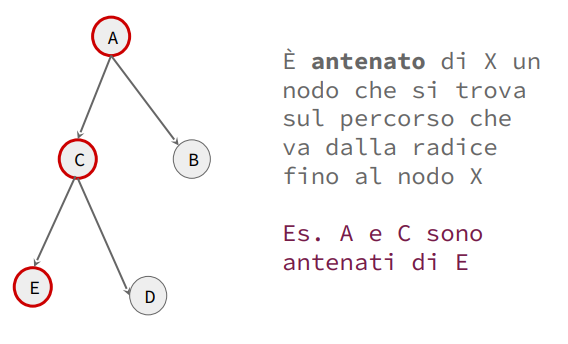 A
È antenato di X un
nodo che si trova
sul percorso che
va dalla radice
fino al nodo X
C
B
Es. A e C sono
antenati di E
E
D